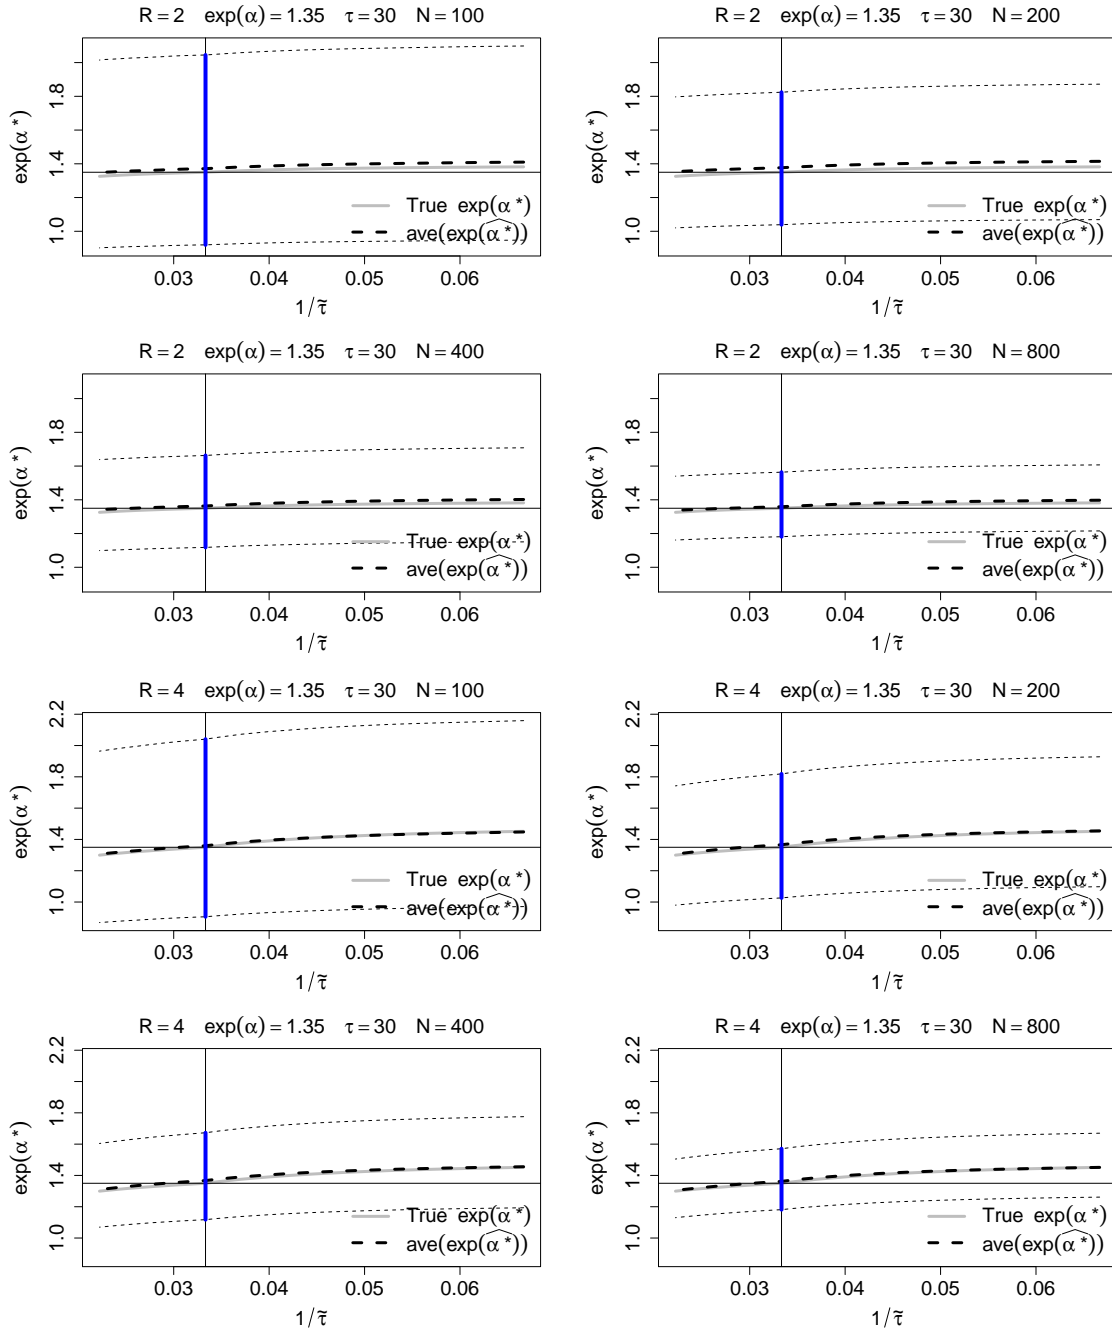 R = 2 exp(α) = 1.35 τ = 30 N = 100
exp(α*)
1.0 1.4 1.8
True exp(α*)
ave(exp(α̂*))
0.03 0.04 0.05 0.06
1/τ̃
R = 2 exp(α) = 1.35 τ = 30 N = 200
exp(α*)
1.0 1.4 1.8
True exp(α*)
ave(exp(α̂*))
0.03 0.04 0.05 0.06
1/τ̃
R = 2 exp(α) = 1.35 τ = 30 N = 400
exp(α*)
1.0 1.4 1.8
True exp(α*)
ave(exp(α̂*))
0.03 0.04 0.05 0.06
1/τ̃
R = 2 exp(α) = 1.35 τ = 30 N = 800
exp(α*)
1.0 1.4 1.8
True exp(α*)
ave(exp(α̂*))
0.03 0.04 0.05 0.06
1/τ̃
R = 4 exp(α) = 1.35 τ = 30 N = 100
exp(α*)
1.0 1.4 1.8 2.2
True exp(α*)
ave(exp(α̂*))
0.03 0.04 0.05 0.06
1/τ̃
R = 4 exp(α) = 1.35 τ = 30 N = 200
exp(α*)
1.0 1.4 1.8 2.2
True exp(α*)
ave(exp(α̂*))
0.03 0.04 0.05 0.06
1/τ̃
R = 4 exp(α) = 1.35 τ = 30 N = 400
exp(α*)
1.0 1.4 1.8 2.2
True exp(α*)
ave(exp(α̂*))
0.03 0.04 0.05 0.06
1/τ̃
R = 4 exp(α) = 1.35 τ = 30 N = 800
exp(α*)
1.0 1.4 1.8 2.2
True exp(α*)
ave(exp(α̂*))
0.03 0.04 0.05 0.06
1/τ̃